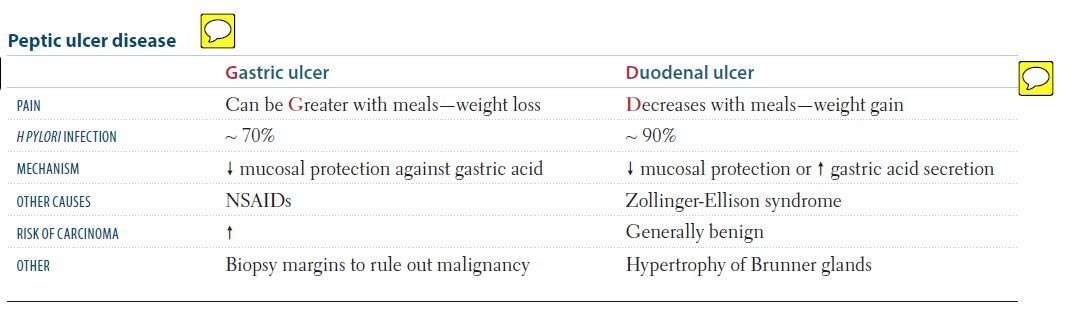 Peptic ulcer disease
Gastric ulcer Duodenal ulcer
PAIN Can be Greater with meals—weight loss Decreases with meals—weight gain
H PYLORI INFECTION ~ 70% ~ 90%
MECHANISM ↓ mucosal protection against gastric acid ↓ mucosal protection or ↑ gastric acid secretion
OTHER CAUSES NSAIDs Zollinger-Ellison syndrome
RISK OF CARCINOMA ↑ Generally benign
OTHER Biopsy margins to rule out malignancy Hypertrophy of Brunner glands